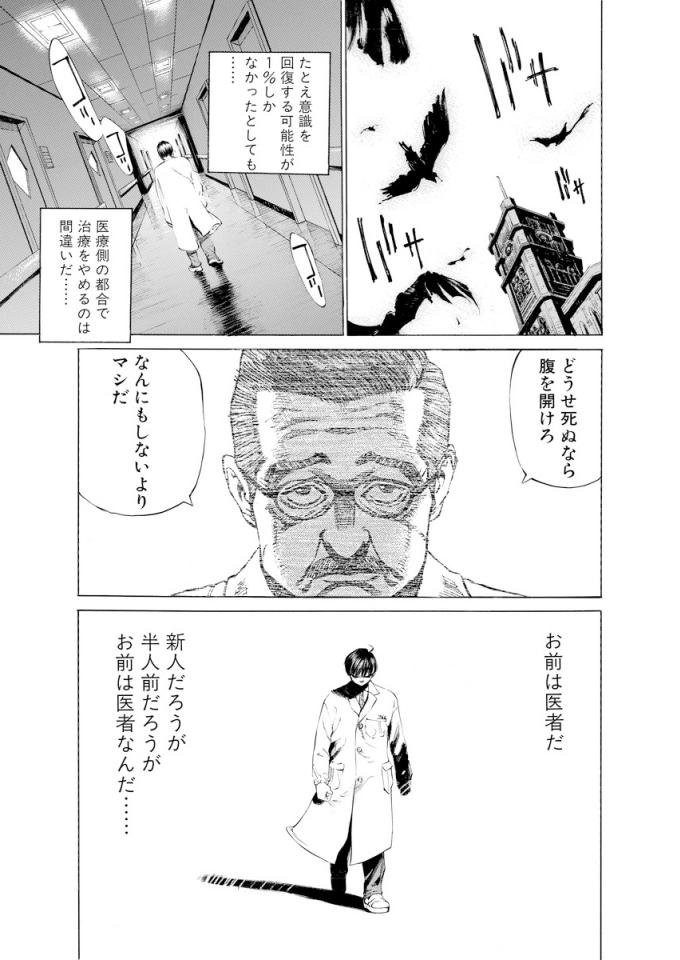 バサ
バサ
バサ
たとえ意識を
回復する可能性が
1%しか
なかったとしても
……
コツ
コツ
コツ
医療側の都合で
治療をやめるのは
間違いだ……
どうせ死ぬなら
腹を開けろ
なんにもしないより
マシだ
お前は医者だ
新人だろうが
半人前だろうが
お前は医者なんだ……